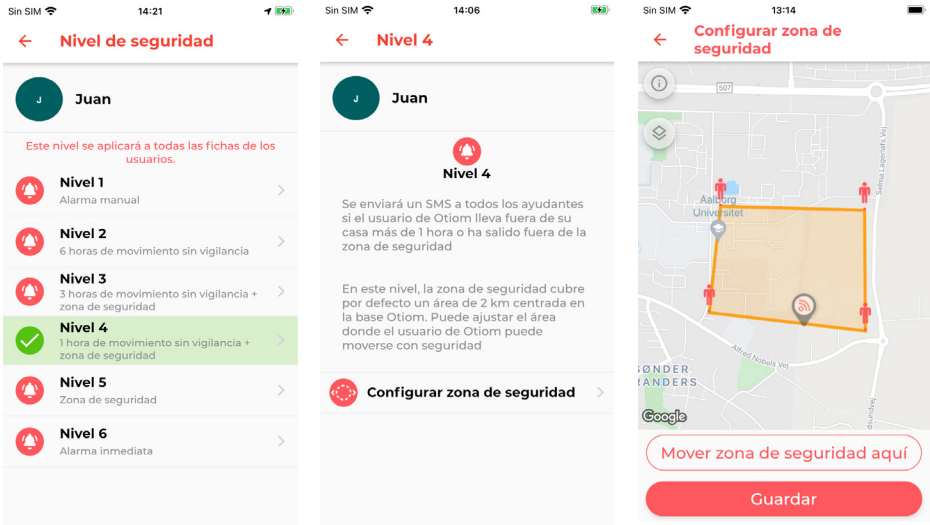 Sin SIM 14:21
Nivel de seguridad
J
Juan
Este nivel se aplicará a todas las fichas de los
usuarios.
Nivel 1
Alarma manual
Nivel 2
6 horas de movimiento sin vigilancia
Nivel 3
3 horas de movimiento sin vigilancia +
zona de seguridad
Nivel 4
1 hora de movimiento sin vigilancia +
zona de seguridad
Nivel 5
Zona de seguridad
Nivel 6
Alarma inmediata
Sin SIM 14:06
Nivel 4
J
Juan
Nivel 4
Se enviará un SMS a todos los ayudantes
si el usuario de Otiom lleva fuera de su
casa más de 1 hora o ha salido fuera de la
zona de seguridad
En este nivel, la zona de seguridad cubre
por defecto un área de 2 km centrada en
la base Otiom. Puede ajustar el área
donde el usuario de Otiom puede
moverse con seguridad
Configurar zona de seguridad
Sin SIM 13:14
Configurar zona de
seguridad
507
Selma Lagerløfs Vej
Aalborg
Universitet
Alfred Nobels Vej
SØNDER
RANDERS
Google
Mover zona de seguridad aquí
Guardar